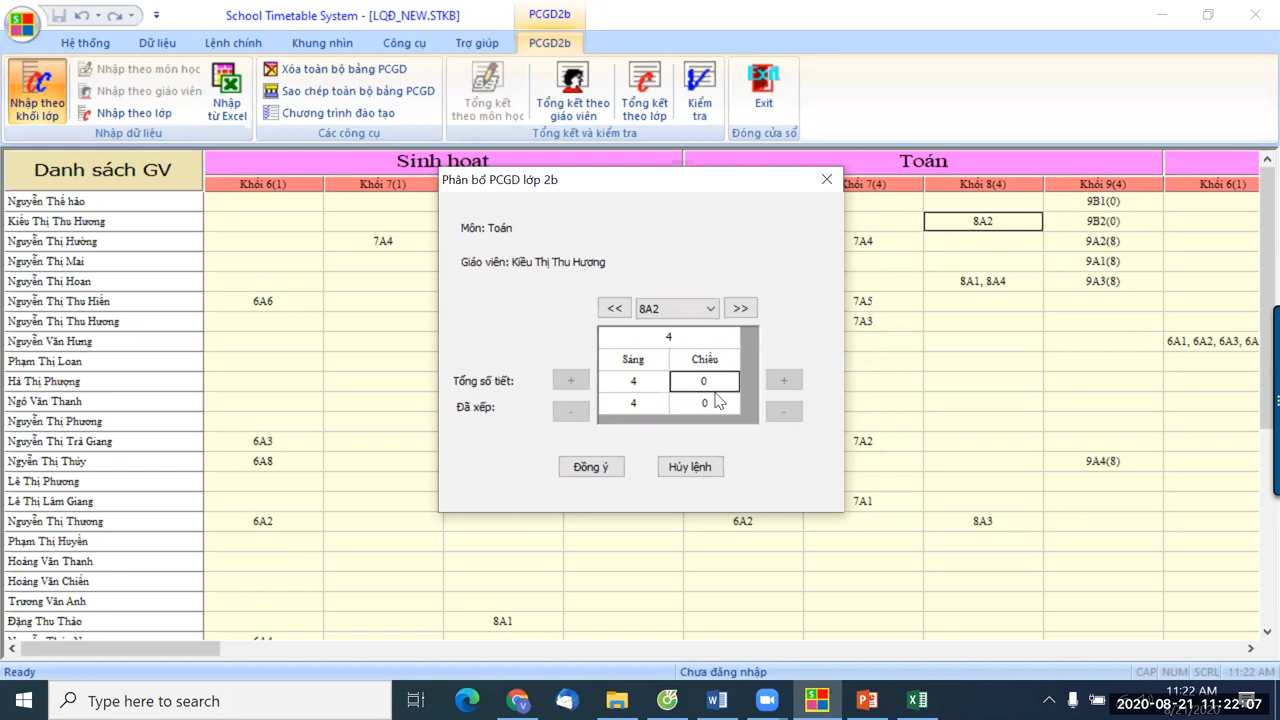 School Timetable System - [LQĐ_NEW.STKB]
PCGD2b
Hệ thống
Dữ liệu
Lệnh chính
Khung nhìn
Công cụ
Trợ giúp
PCGD2b
Nhập theo khối lớp
Nhập theo môn học
Nhập theo giáo viên
Nhập theo lớp
Nhập từ Excel
Nhập dữ liệu
Xóa toàn bộ bảng PCGD
Sao chép toàn bộ bảng PCGD
Chương trình đào tạo
Các công cụ
Tổng kết theo môn học
Tổng kết theo giáo viên
Tổng kết theo lớp
Kiểm tra
Tổng kết và kiểm tra
Exit
Exit
Đóng cửa sổ
Danh sách GV
Sinh hoạt
Toán
Khối 6(1)
Khối 7(1)
Khối 7(4)
Khối 8(4)
Khối 9(4)
Khối 6(1)
Nguyễn Thế hảo 9B1(0)
Kiều Thị Thu Hương 8A2 9B2(0)
Nguyễn Thị Hường 7A4 7A4 9A2(8)
Nguyễn Thị Mai 9A1(8)
Nguyễn Thị Hoan 8A1, 8A4 9A3(8)
Nguyễn Thị Thu Hiền 6A6 7A5
Nguyễn Thị Thu Hương 7A3
Nguyễn Văn Hưng 6A1, 6A2, 6A3, 6A
Phạm Thị Loan
Hà Thị Phượng
Ngô Văn Thanh
Nguyễn Thị Phương
Nguyễn Thị Trà Giang 6A3 7A2
Ngyễn Thị Thúy 6A8 9A4(8)
Lê Thị Phương
Lê Thị Lâm Giang 7A1
Nguyễn Thị Thương 6A2 6A2 8A3
Phạm Thị Huyền
Hoàng Văn Thanh
Hoàng Văn Chiến
Trương Văn Anh
Đặng Thu Thảo 8A1
Phân bổ PCGD lớp 2b
Môn: Toán
Giáo viên: Kiều Thị Thu Hương
<< 8A2 >>
4
Sáng Chiều
Tổng số tiết: + 4 0 +
Đã xếp: - 4 0 -
Đồng ý
Hủy lệnh
Ready
Chưa đăng nhập
CAP NUM SCRL 11:22 AM
Type here to search
11:22 AM
2020-08-21 11:22:07